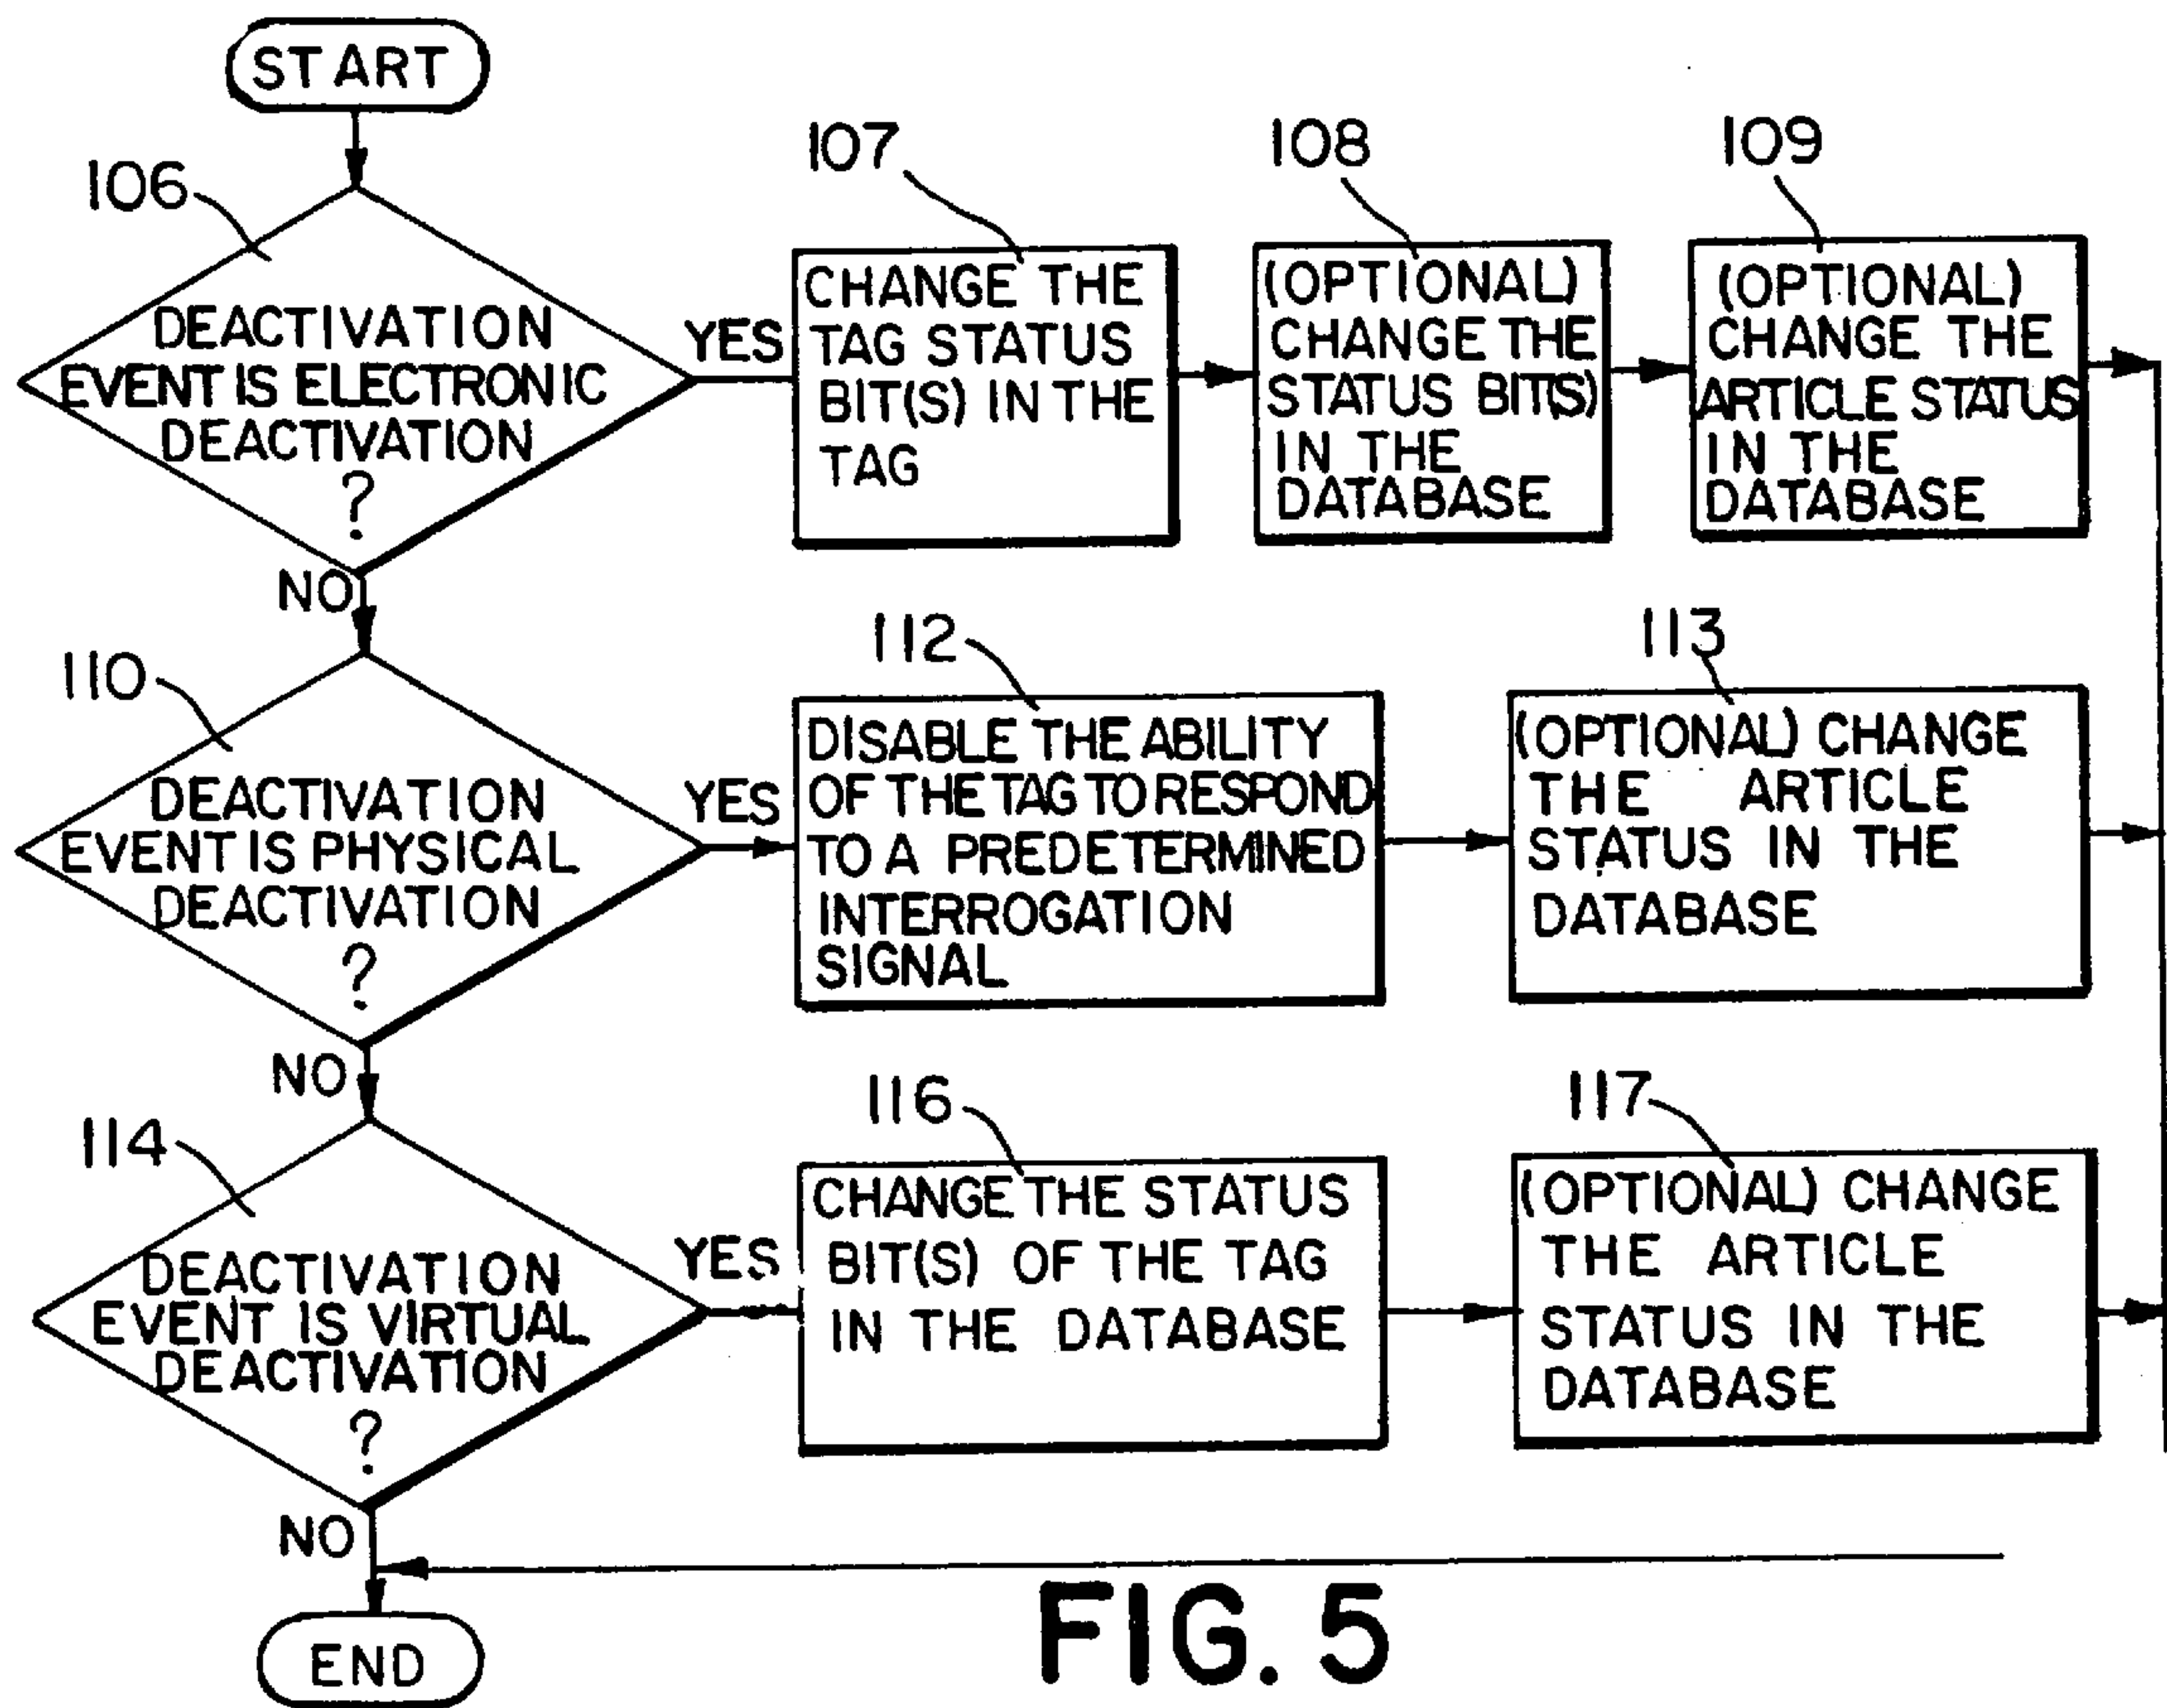 START
106
DEACTIVATION
EVENT IS ELECTRONIC
DEACTIVATION
?
YES
NO
107
CHANGE THE
TAG STATUS
BIT(S) IN THE
TAG
108
(OPTIONAL)
CHANGE THE
STATUS BIT(S)
IN THE
DATABASE
109
(OPTIONAL)
CHANGE THE
ARTICLE STATUS
IN THE
DATABASE
110
DEACTIVATION
EVENT IS PHYSICAL
DEACTIVATION
?
YES
NO
112
DISABLE THE ABILITY
OF THE TAG TO RESPOND
TO A PREDETERMINED
INTERROGATION
SIGNAL
113
(OPTIONAL) CHANGE
THE ARTICLE
STATUS IN THE
DATABASE
114
DEACTIVATION
EVENT IS VIRTUAL
DEACTIVATION
?
YES
NO
116
CHANGE THE STATUS
BIT(S) OF THE TAG
IN THE DATABASE
117
(OPTIONAL) CHANGE
THE ARTICLE
STATUS IN THE
DATABASE
END
FIG. 5